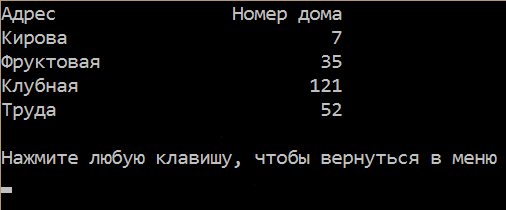 Адрес Номер дома
Кирова 7
Фруктовая 35
Клубная 121
Труда 52
Нажмите любую клавишу, чтобы вернуться в меню